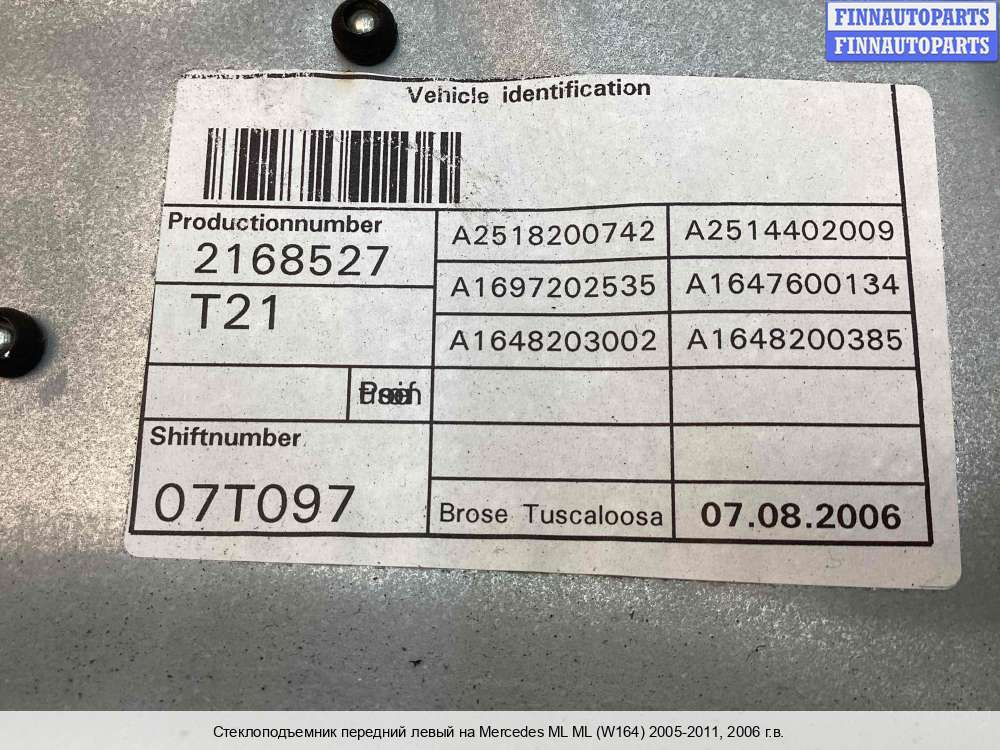 FINNAUTOPARTS
FINNAUTOPARTS
Vehicle identification
Productionnumber
2168527
A2518200742 A2514402009
T21
A1697202535 A1647600134
A1648203002 A1648200385
Shiftnumber
07T097
Brose Tuscaloosa 07.08.2006
Стеклоподъемник передний левый на Mercedes ML ML (W164) 2005-2011, 2006 г.в.